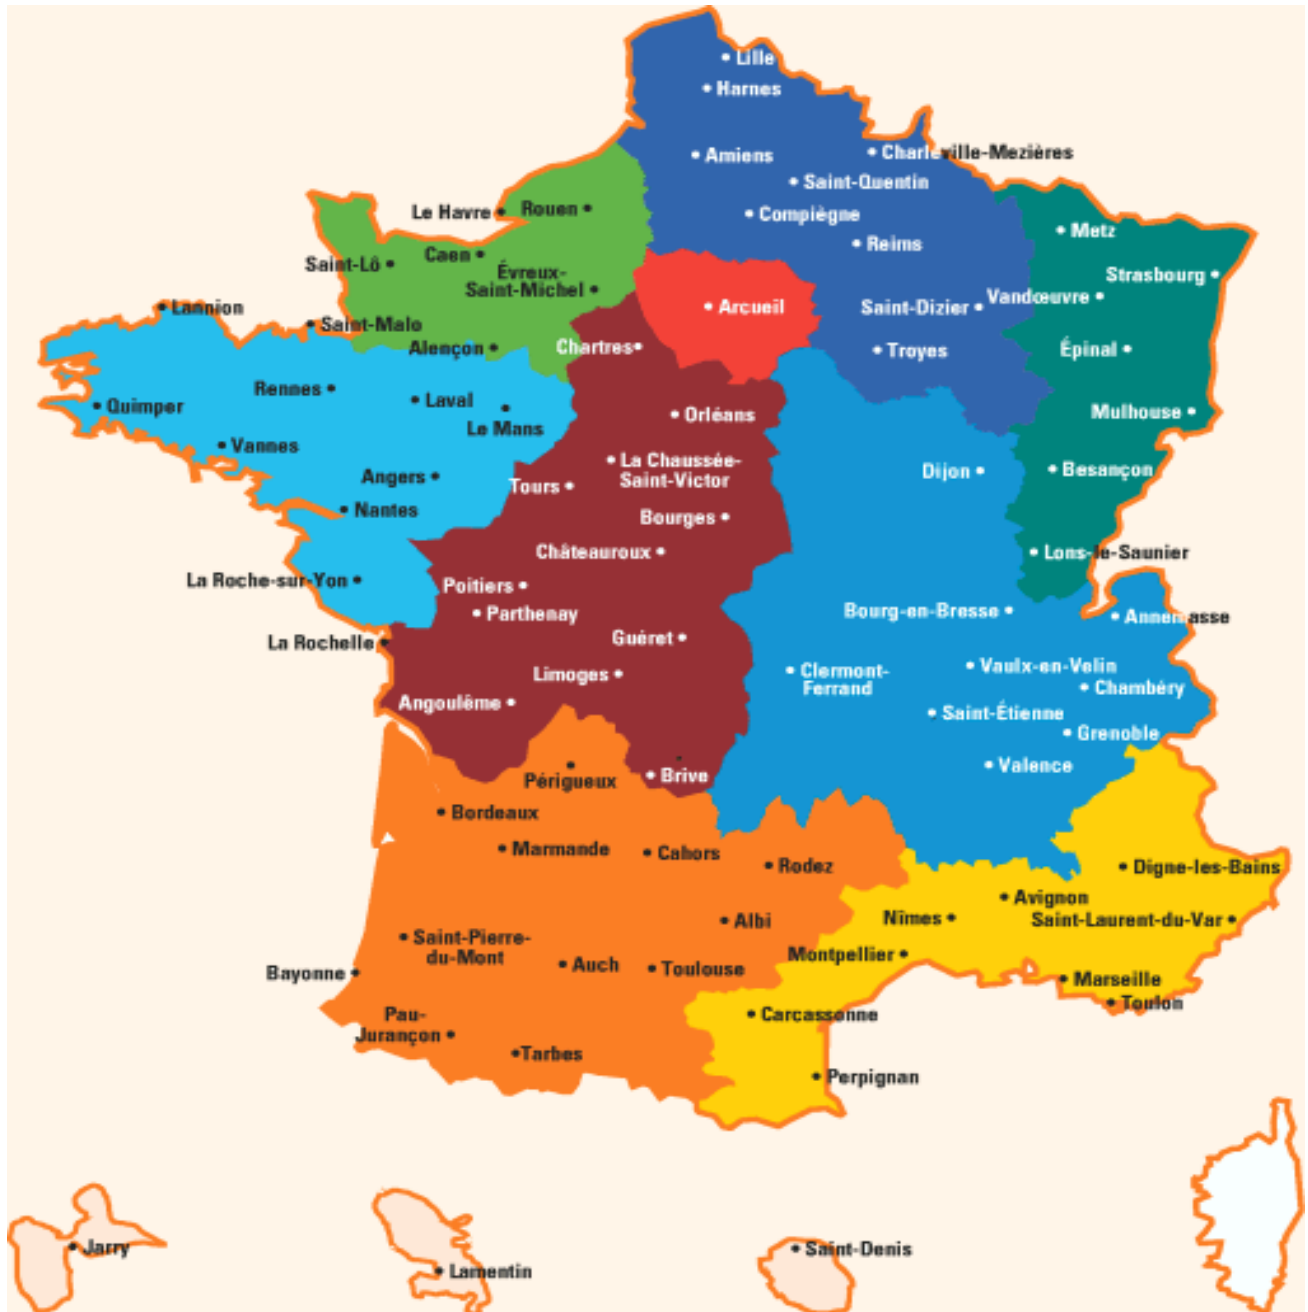 Lille
Harnes
Amiens
Charleville-Mezières
Saint-Quentin
Le Havre
Rouen
Compiègne
Metz
Reims
Caen
Saint-Lô
Évreux-
Saint-Michel
Strasbourg
Vandœuvre
Lannion
Arcueil
Saint-Dizier
Saint-Malo
Alençon
Chartres
Troyes
Épinal
Rennes
Laval
Quimper
Le Mans
Orléans
Mulhouse
Vannes
La Chaussée-
Saint-Victor
Angers
Tours
Dijon
Besançon
Nantes
Bourges
Châteauroux
Lons-le-Saunier
La Roche-sur-Yon
Poitiers
Parthenay
Bourg-en-Bresse
Annemasse
La Rochelle
Guéret
Limoges
Clermont-
Ferrand
Vaulx-en-Velin
Chambéry
Angoulême
Saint-Étienne
Grenoble
Périgueux
Brive
Valence
Bordeaux
Marmande
Cahors
Rodez
Digne-les-Bains
Avignon
Albi
Nîmes
Saint-Laurent-du-Var
Saint-Pierre-
du-Mont
Montpellier
Bayonne
Auch
Toulouse
Marseille
Toulon
Pau-
Jurançon
Carcassonne
Tarbes
Perpignan
Jarry
Lamentin
Saint-Denis